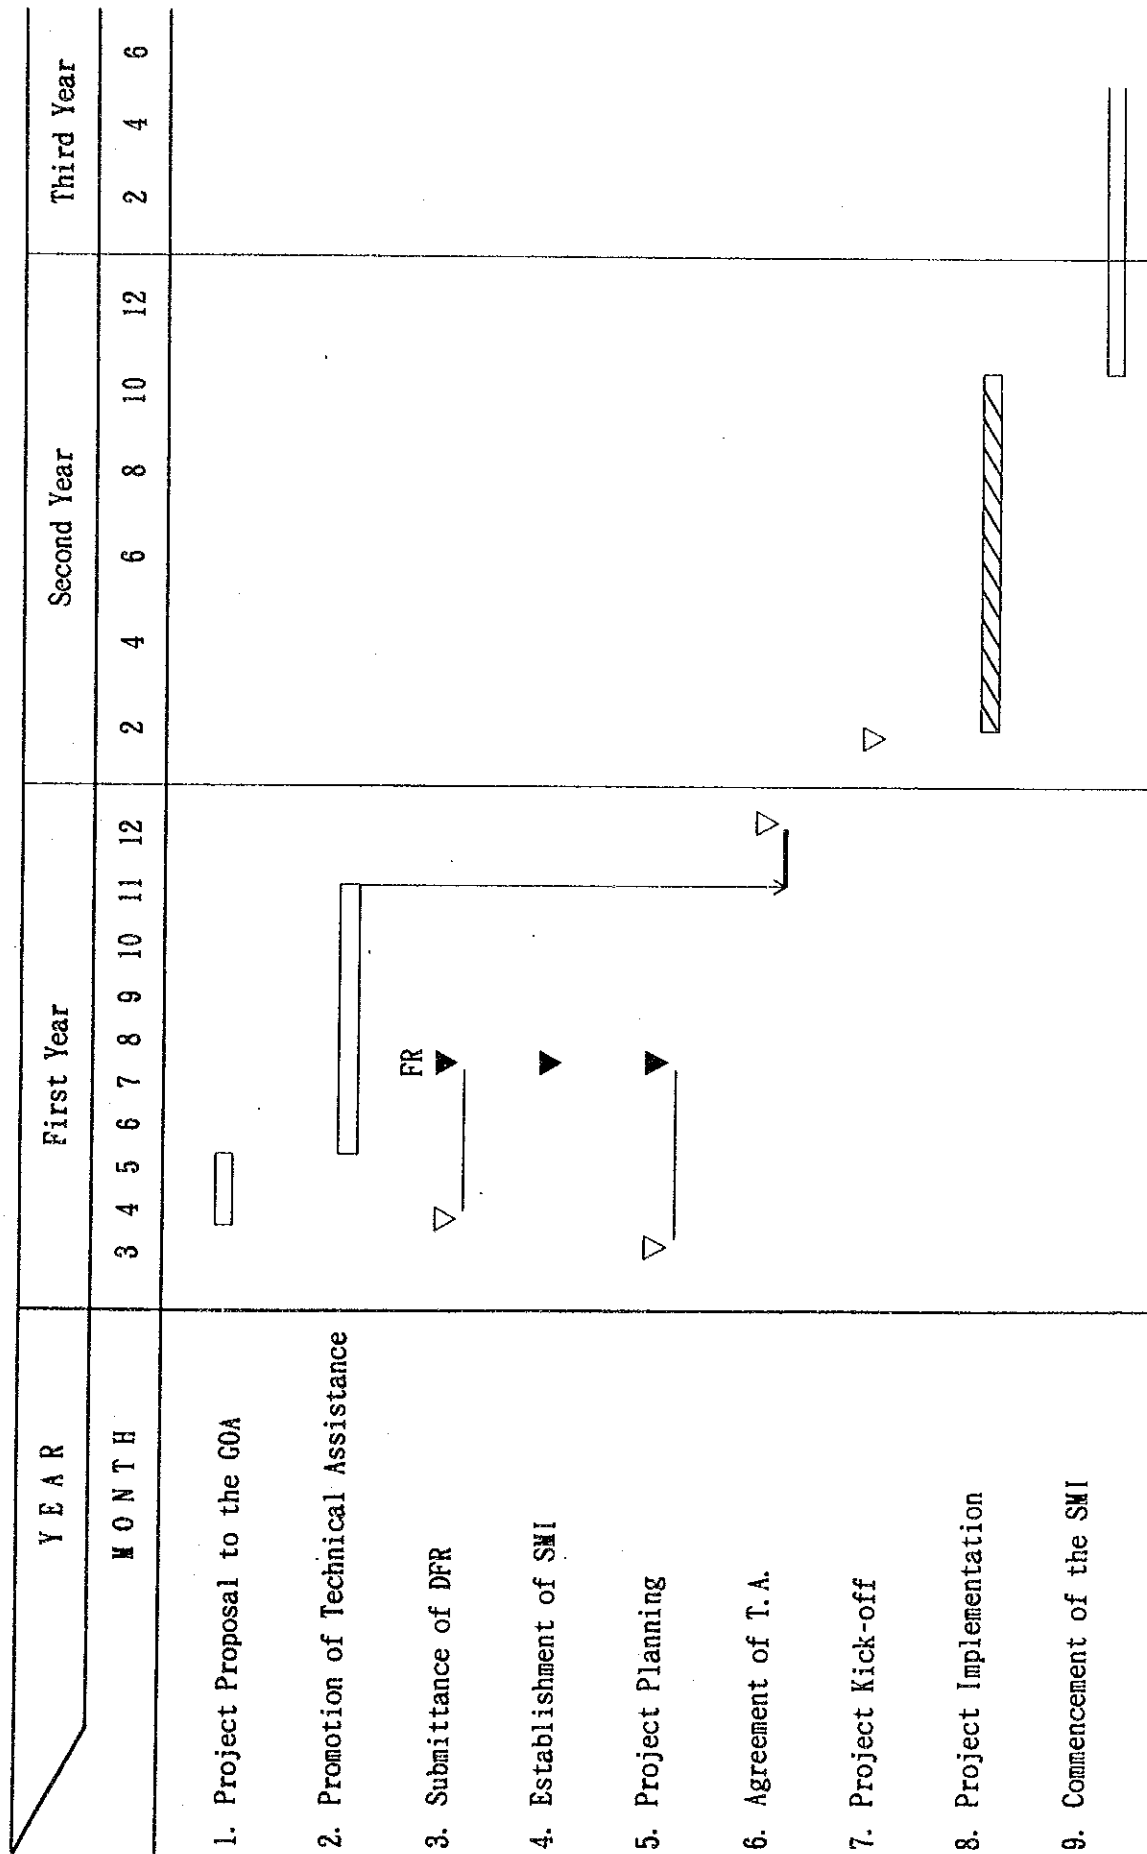 YEAR First Year Second Year Third Year
MONTH 3 4 5 6 7 8 9 10 11 12 2 4 6 8 10 12 2 4 6
1. Project Proposal to the GOA
2. Promotion of Technical Assistance
FR
3. Submittance of DFR
4. Establishment of SMI
5. Project Planning
6. Agreement of T.A.
7. Project Kick-off
8. Project Implementation
9. Commencement of the SMI